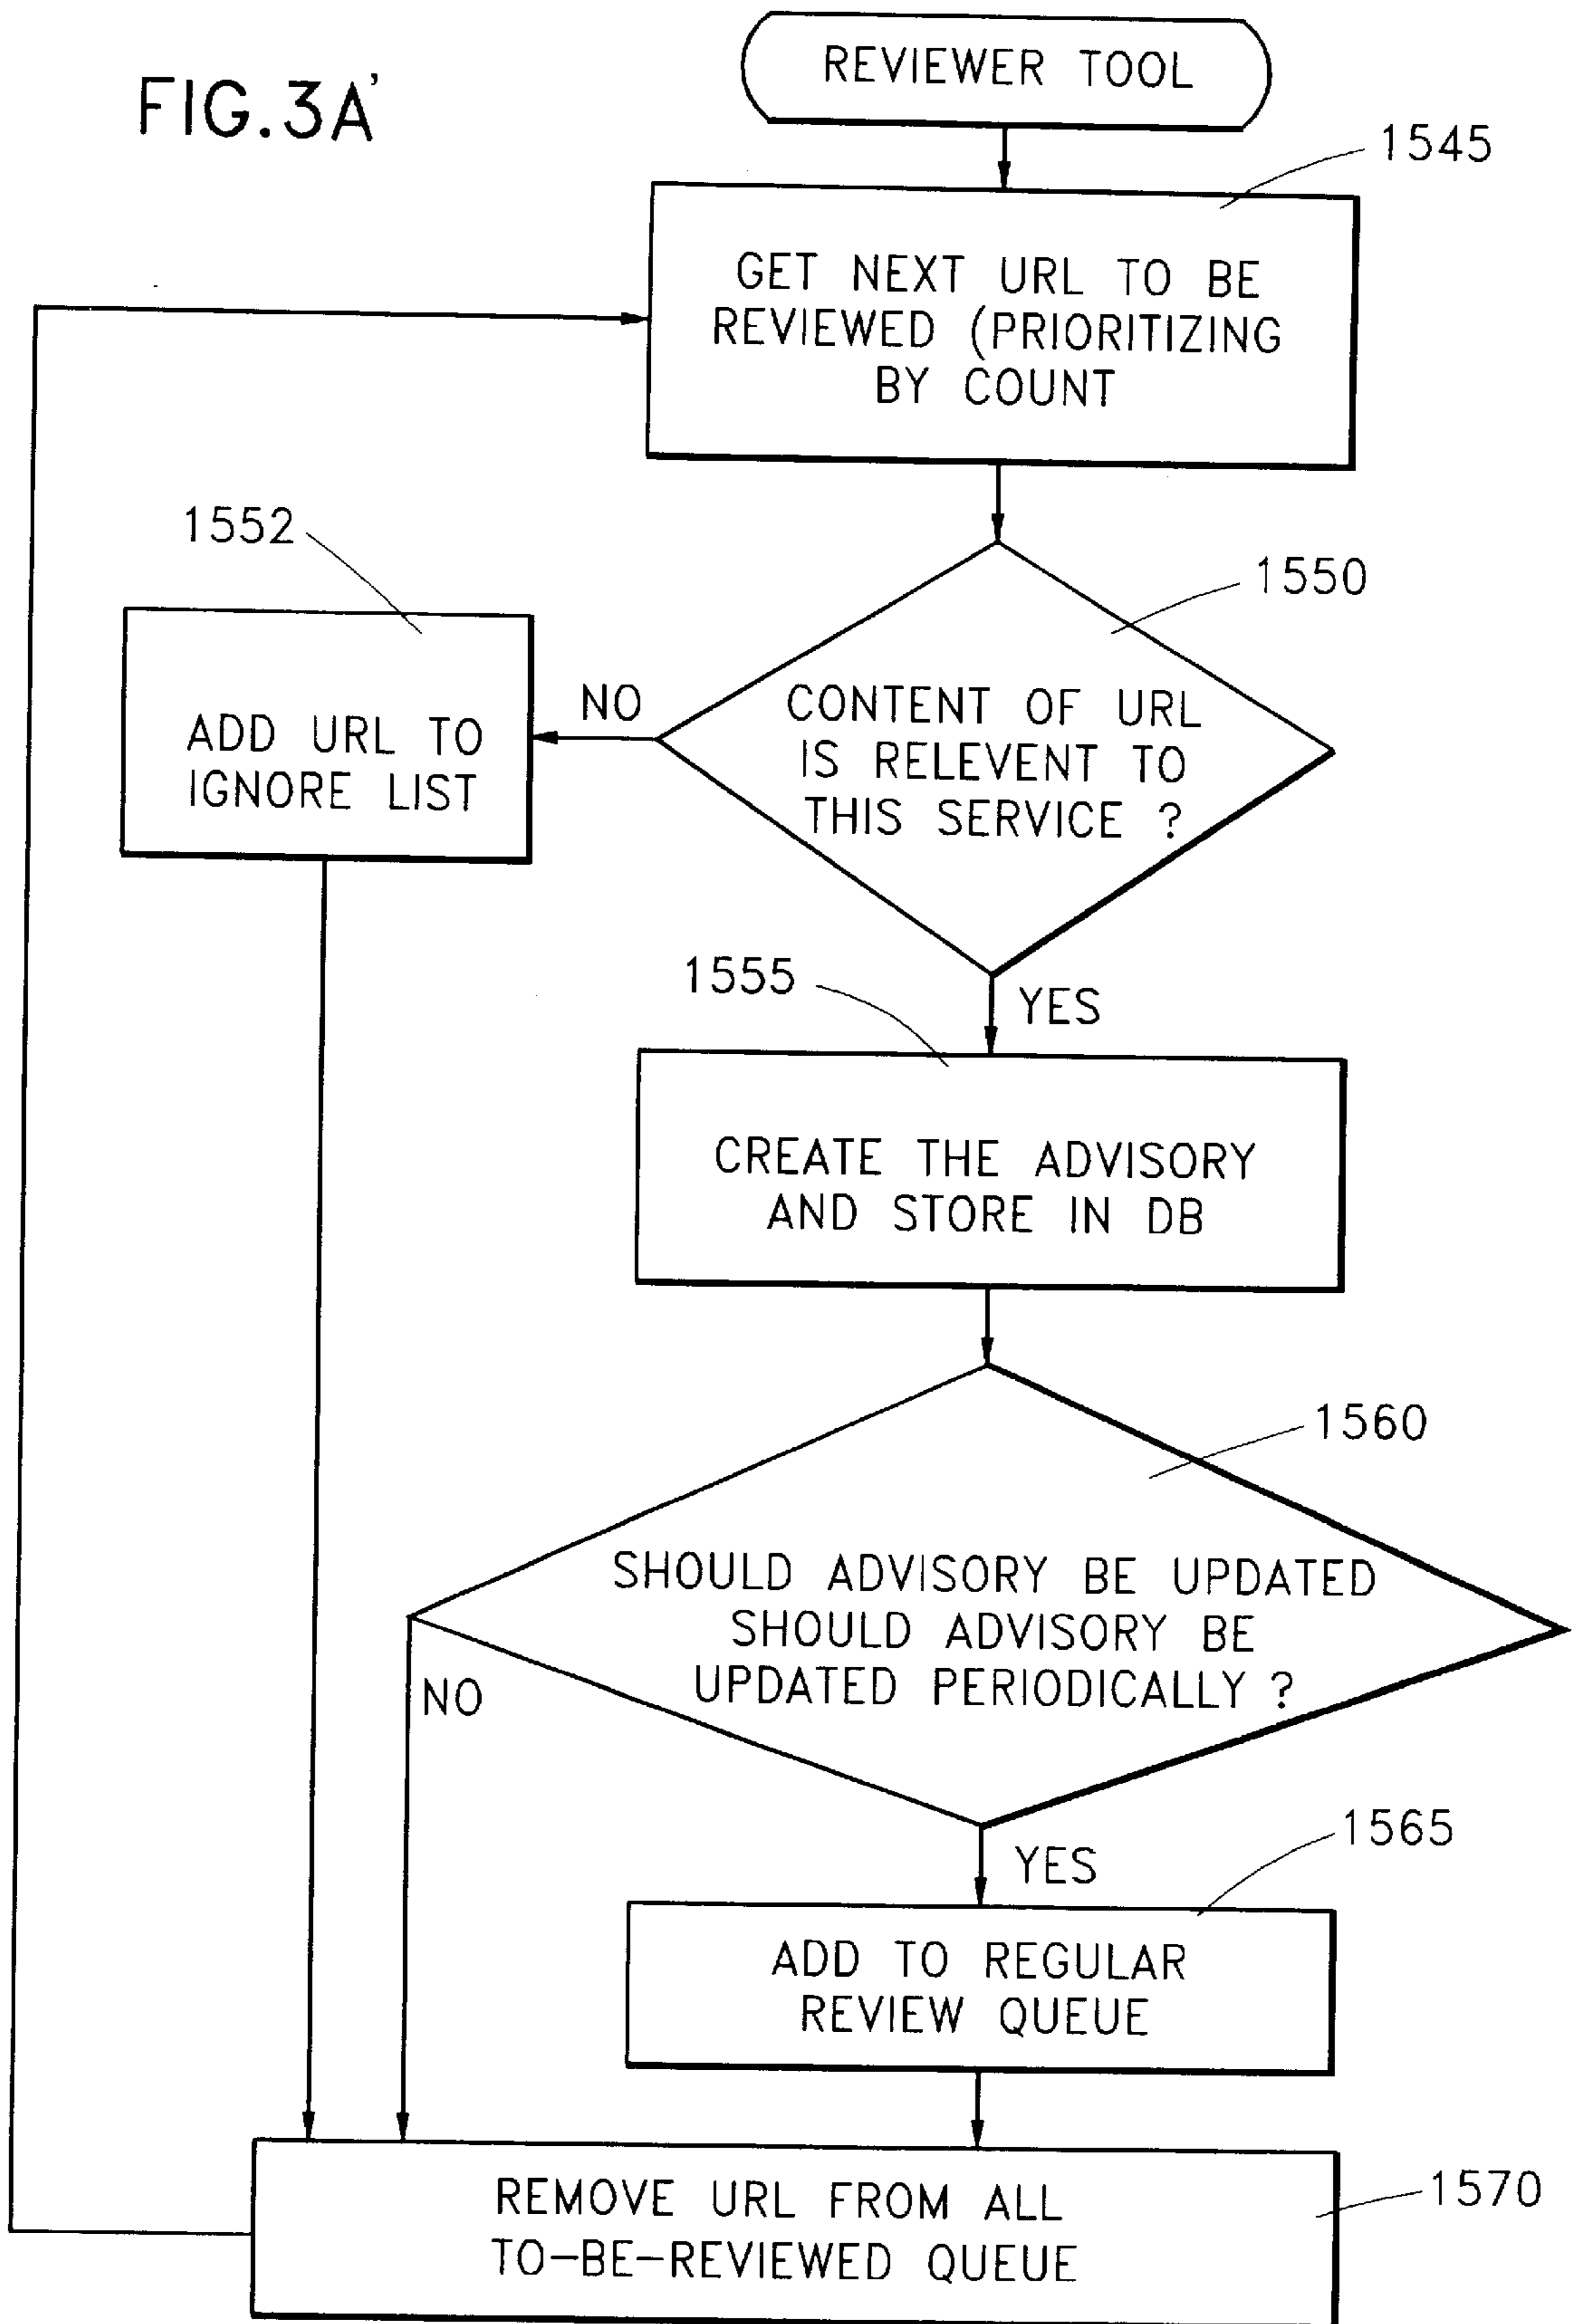 FIG.3A'
REVIEWER TOOL
1545
GET NEXT URL TO BE
REVIEWED (PRIORITIZING
BY COUNT
1552
1550
ADD URL TO
IGNORE LIST
NO
CONTENT OF URL
IS RELEVENT TO
THIS SERVICE ?
1555
YES
CREATE THE ADVISORY
AND STORE IN DB
1560
SHOULD ADVISORY BE UPDATED
SHOULD ADVISORY BE
UPDATED PERIODICALLY ?
NO
1565
YES
ADD TO REGULAR
REVIEW QUEUE
1570
REMOVE URL FROM ALL
TO-BE-REVIEWED QUEUE